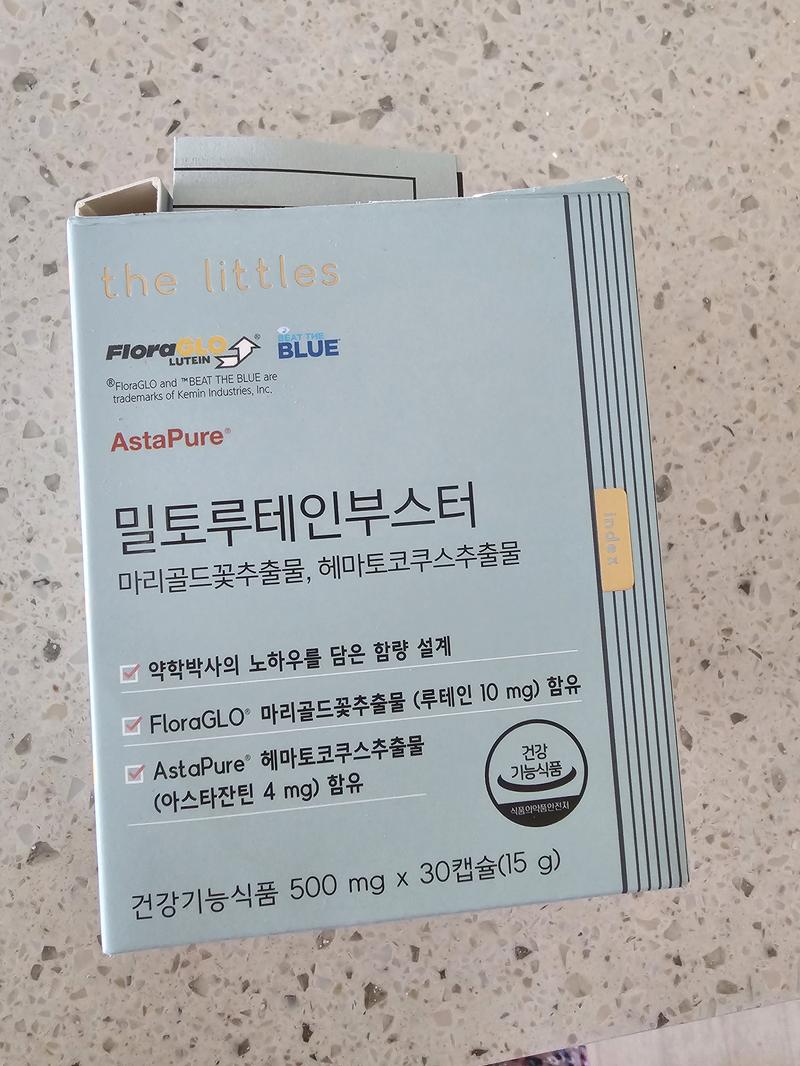 the littles
FloraGLO®
LUTEIN
BEAT THE
BLUE™
®FloraGLO and ™BEAT THE BLUE are
trademarks of Kemin Industries, Inc.
AstaPure®
밀토루테인부스터
마리골드꽃추출물, 헤마토코쿠스추출물
index
약학박사의 노하우를 담은 함량 설계
FloraGLO® 마리골드꽃추출물 (루테인 10 mg) 함유
AstaPure® 헤마토코쿠스추출물
(아스타잔틴 4 mg) 함유
건강
기능식품
식품의약품안전처
건강기능식품 500 mg x 30캡슐(15 g)